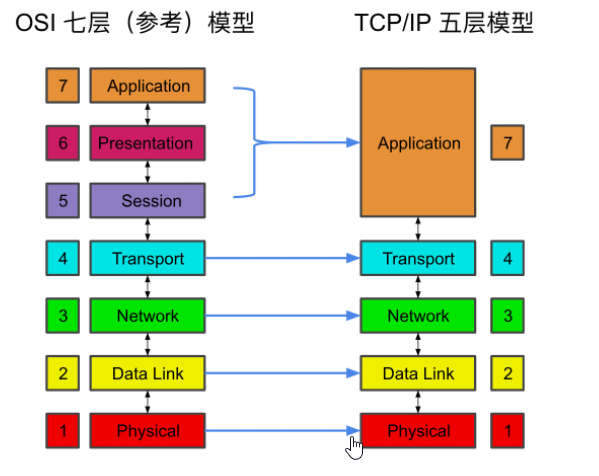 OSI 七层（参考）模型
TCP/IP 五层模型
7 Application
6 Presentation
5 Session
4 Transport
3 Network
2 Data Link
1 Physical
Application 7
Transport 4
Network 3
Data Link 2
Physical 1